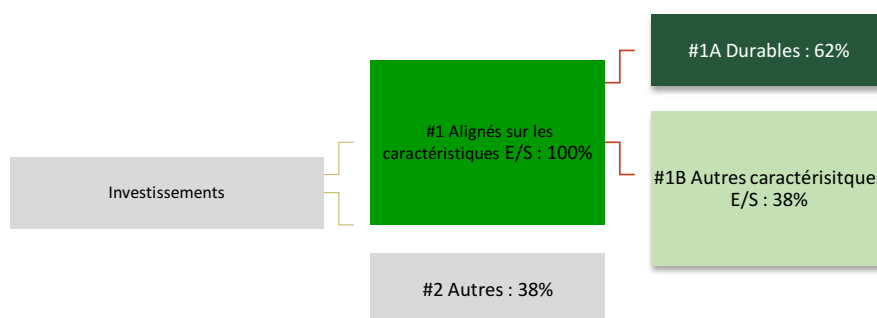 Investissements
#1 Alignés sur les
caractéristiques E/S : 100%
#2 Autres : 38%
#1A Durables : 62%
#1B Autres caractérisitque
E/S : 38%